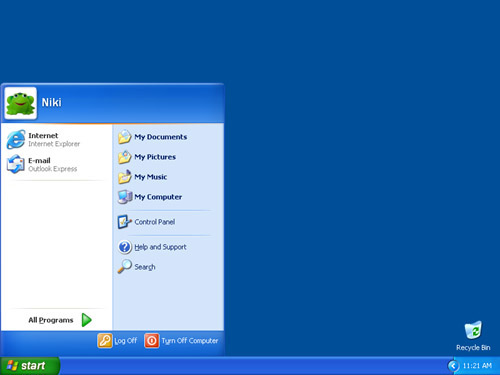 Niki
Internet
Internet Explorer
E-mail
Outlook Express
All Programs
My Documents
My Pictures
My Music
My Computer
Control Panel
Help and Support
Search
Log Off
Turn Off Computer
Recycle Bin
start
11:21 AM